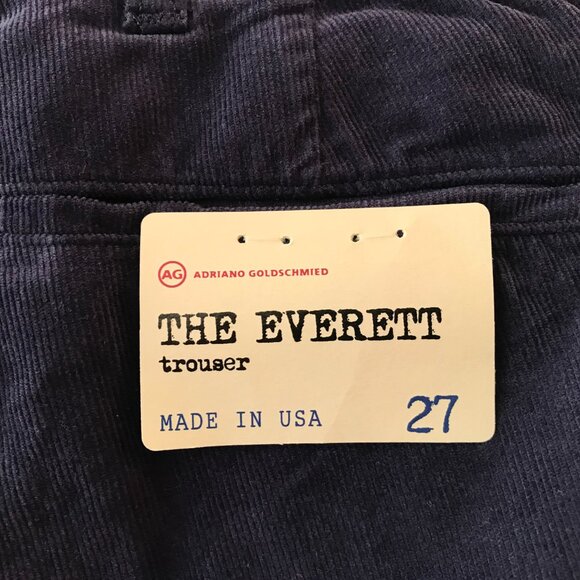 AG ADRIANO GOLDSCHMIED
THE EVERETT
trouser
MADE IN USA 27